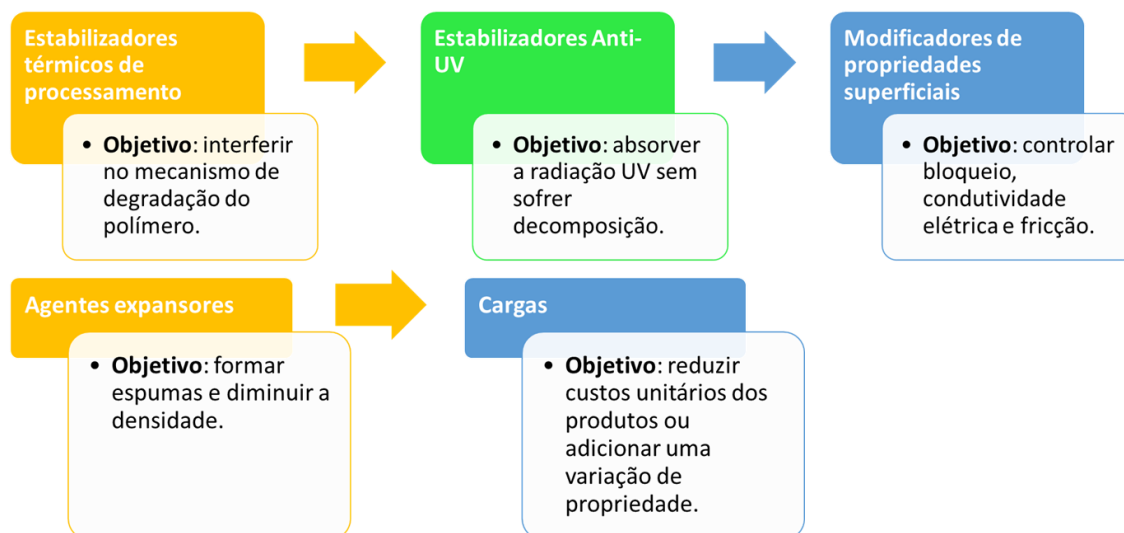 Estabilizadores
térmicos de
processamento
• Objetivo: interferir
no mecanismo de
degradação do
polímero.
Estabilizadores Anti-
UV
• Objetivo: absorver
a radiação UV sem
sofrer
decomposição.
Modificadores de
propriedades
superficiais
• Objetivo: controlar
bloqueio,
condutividade
elétrica e fricção.
Agentes expansores
• Objetivo: formar
espumas e diminuir a
densidade.
Cargas
• Objetivo: reduzir
custos unitários dos
produtos ou
adicionar uma
variação de
propriedade.